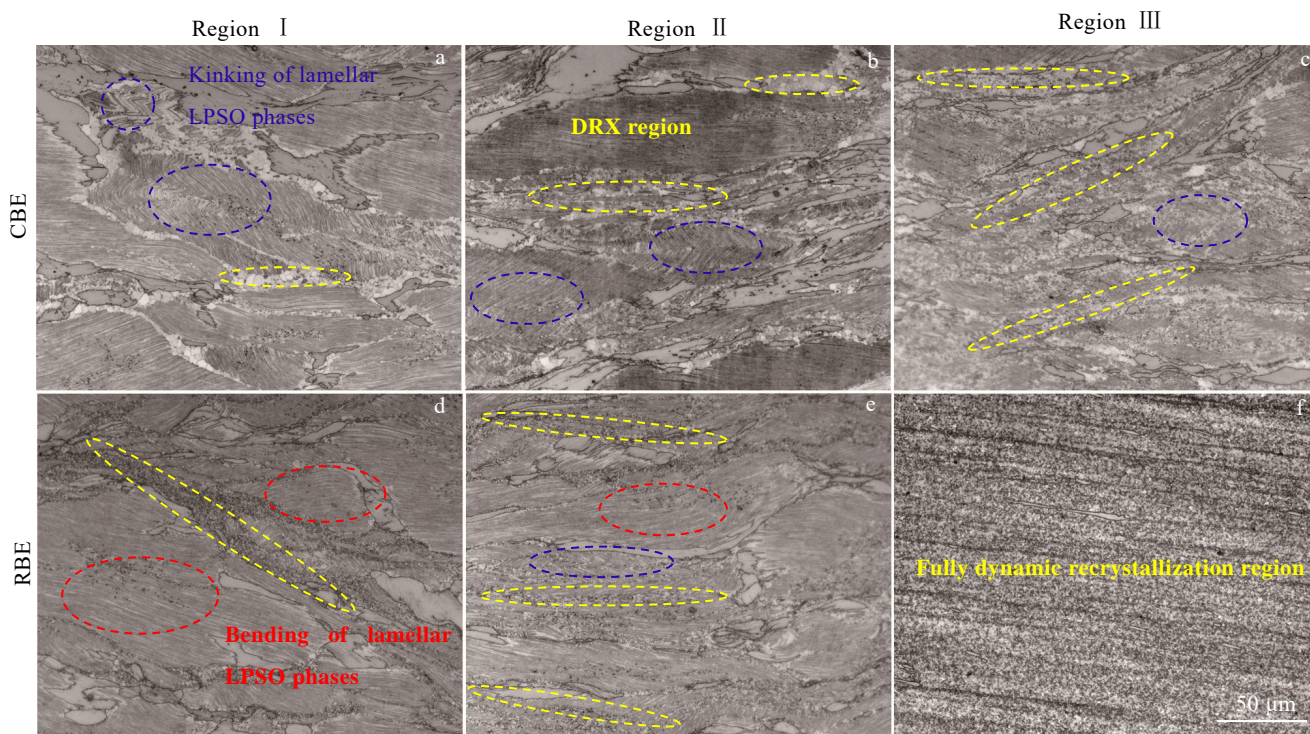 Region Ⅰ
Region Ⅱ
Region Ⅲ
CBE
a
Kinking of lamellar
LPSO phases
b
DRX region
c
RBE
d
Bending of lamellar
LPSO phases
e
f
Fully dynamic recrystallization region
50 μm